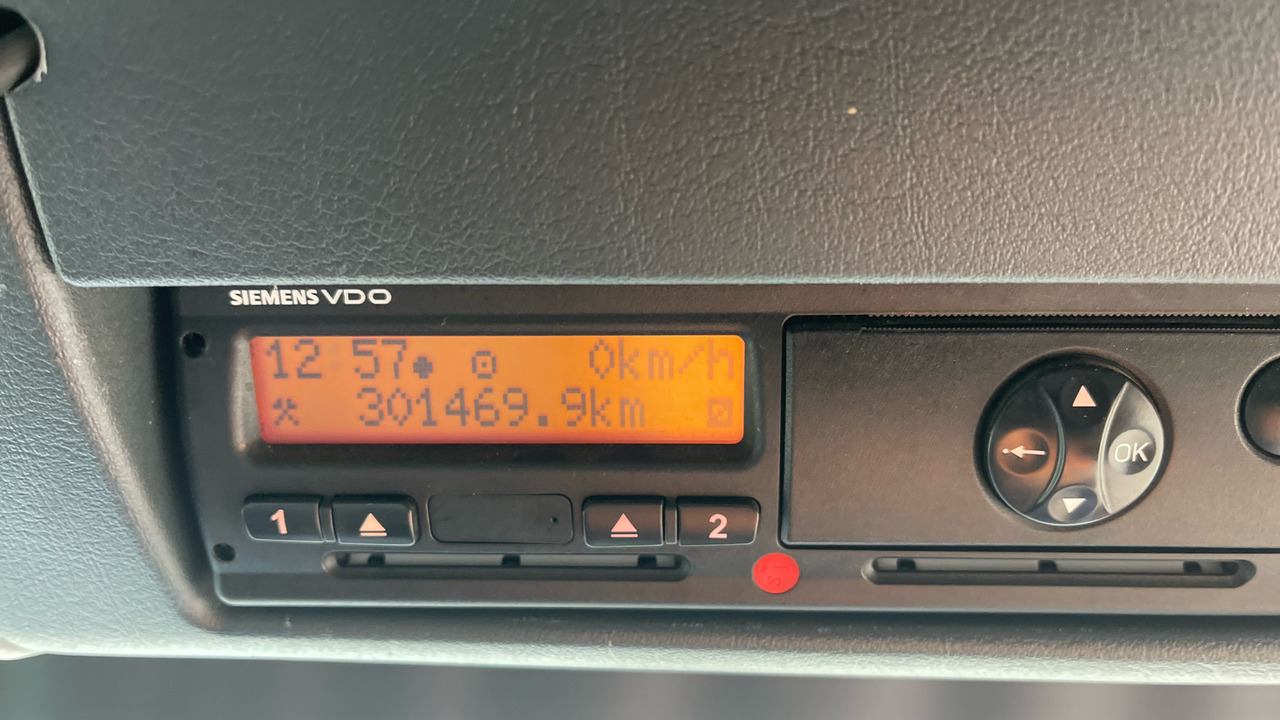 SIEMENS VDO
12 57 0km/h
301469.9km
1
2
OK